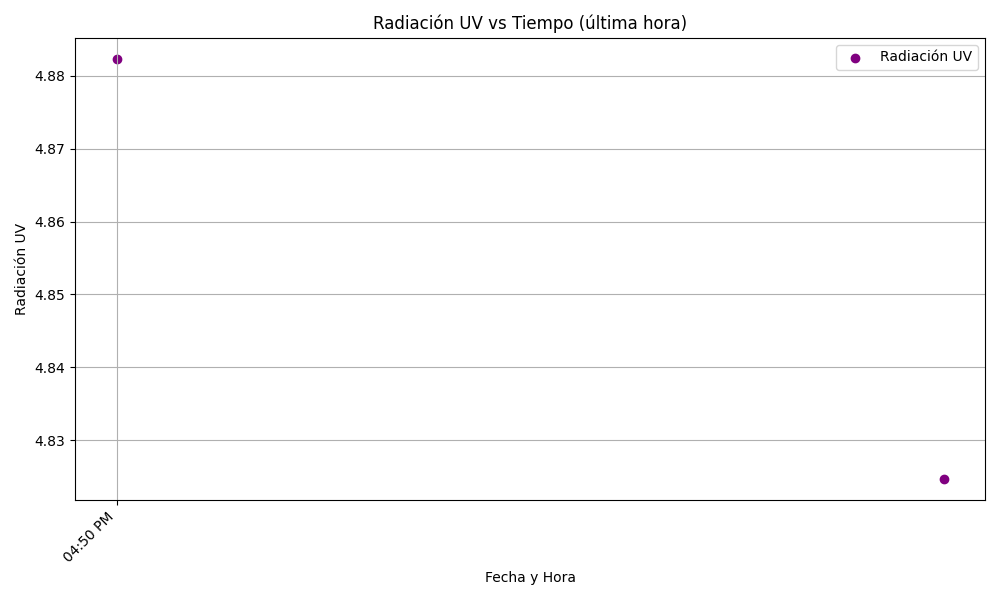 Radiación UV vs Tiempo (última hora)
Radiación UV
4.88
4.87
4.86
4.85
4.84
4.83
Radiación UV
04:50 PM
Fecha y Hora